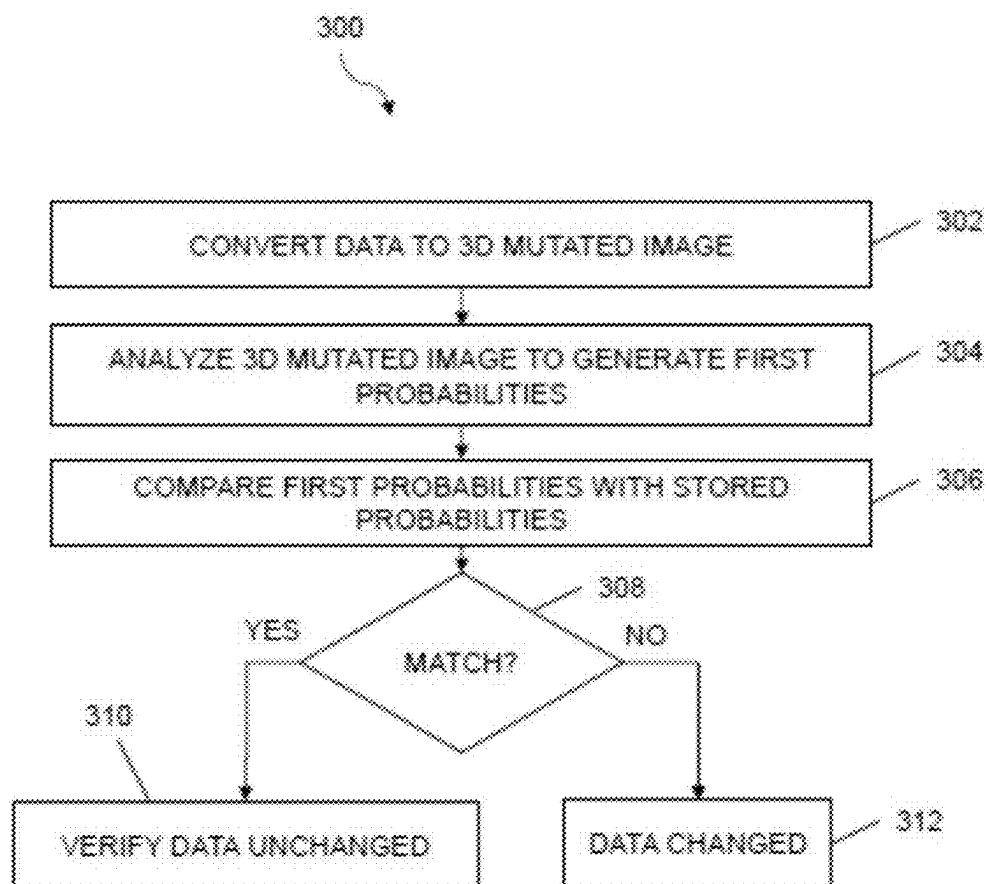 300
CONVERT DATA TO 3D MUTATED IMAGE
302
ANALYZE 3D MUTATED IMAGE TO GENERATE FIRST
PROBABILITIES
304
COMPARE FIRST PROBABILITIES WITH STORED
PROBABILITIES
306
308
YES
NO
MATCH?
310
VERIFY DATA UNCHANGED
DATA CHANGED
312